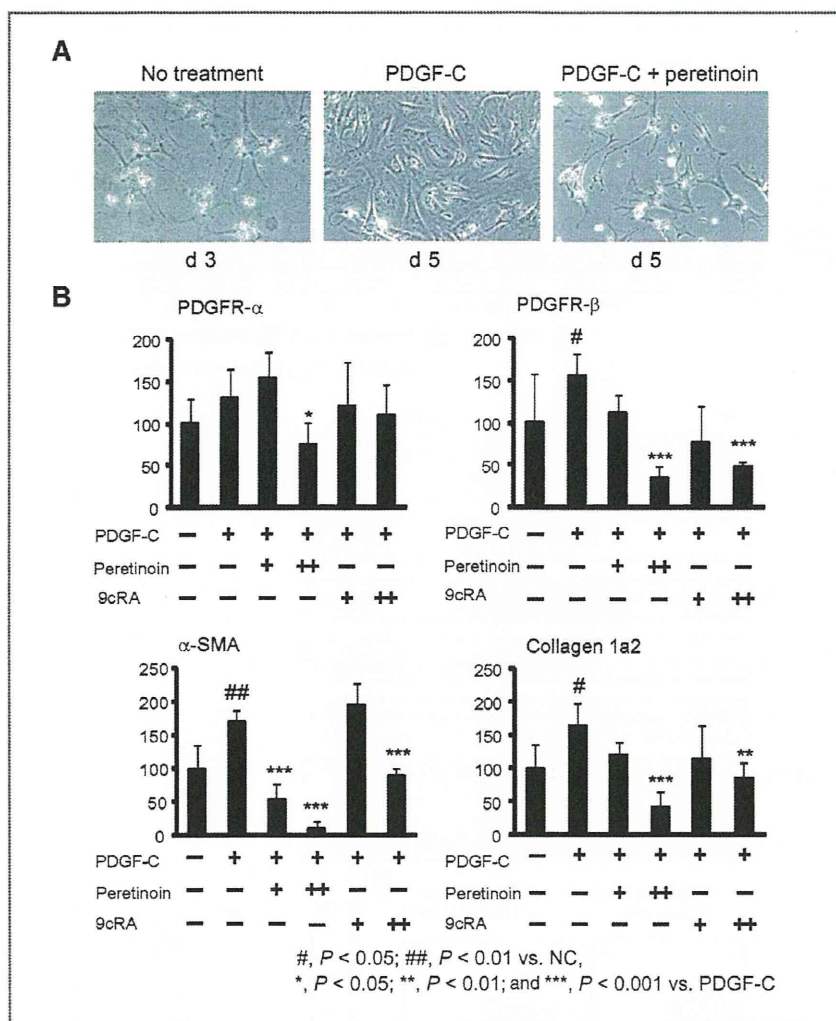 A
No treatment PDGF-C PDGF-C + peretinoin
d 3 d 5 d 5
B
PDGFR-α
200
150
100
50
0
*
PDGF-C − + + + + +
Peretinoin − − + ++ − −
9cRA − − − − + ++
PDGFR-β
200
150
100
50
0
# *** ***
PDGF-C − + + + + +
Peretinoin − − + ++ − −
9cRA − − − − + ++
α-SMA
250
200
150
100
50
0
## *** *** ***
PDGF-C − + + + + +
Peretinoin − − + ++ − −
9cRA − − − − + ++
Collagen 1a2
250
200
150
100
50
0
# *** **
PDGF-C − + + + + +
Peretinoin − − + ++ − −
9cRA − − − − + ++
#, P < 0.05; ##, P < 0.01 vs. NC,
*, P < 0.05; **, P < 0.01; and ***, P < 0.001 vs. PDGF-C